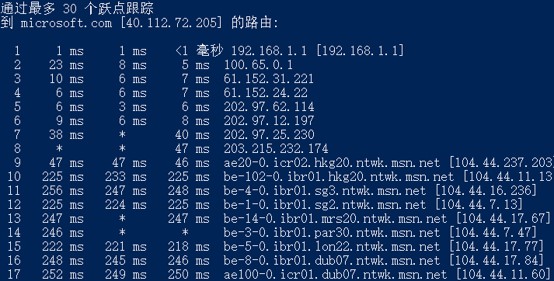 通过最多 30 个跃点跟踪
到 microsoft.com [40.112.72.205] 的路由:
1 1 ms 1 ms <1 毫秒 192.168.1.1 [192.168.1.1]
2 23 ms 8 ms 5 ms 100.65.0.1
3 10 ms 6 ms 7 ms 61.152.31.221
4 6 ms 6 ms 7 ms 61.152.24.22
5 6 ms 3 ms 6 ms 202.97.62.114
6 9 ms 6 ms 8 ms 202.97.12.197
7 38 ms * 40 ms 202.97.25.230
8 * * 47 ms 203.215.232.174
9 47 ms 47 ms 46 ms ae20-0.icr02.hkg20.ntwk.msn.net [104.44.237.203]
10 225 ms 233 ms 225 ms be-102-0.ibr01.hkg20.ntwk.msn.net [104.44.11.13
11 256 ms 247 ms 248 ms be-4-0.ibr01.sg3.ntwk.msn.net [104.44.16.236]
12 225 ms 224 ms 225 ms be-1-0.ibr01.sg2.ntwk.msn.net [104.44.7.13]
13 247 ms * 247 ms be-14-0.ibr01.mrs20.ntwk.msn.net [104.44.17.67]
14 246 ms * * be-3-0.ibr01.par30.ntwk.msn.net [104.44.7.47]
15 222 ms 221 ms 218 ms be-5-0.ibr01.lon22.ntwk.msn.net [104.44.17.77]
16 248 ms 245 ms 246 ms be-8-0.ibr01.dub07.ntwk.msn.net [104.44.17.84]
17 252 ms 249 ms 250 ms ae100-0.icr01.dub07.ntwk.msn.net [104.44.11.60]